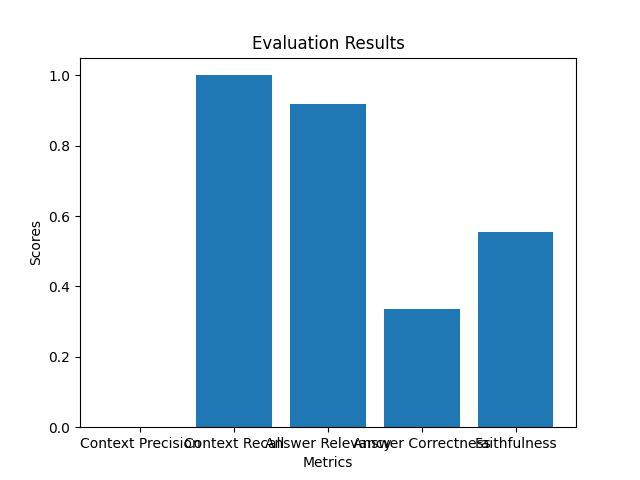 Evaluation Results
1.0
0.8
0.6
0.4
0.2
0.0
Scores
Context Precision Context Recall Answer Relevancy Answer Correctness Faithfulness
Metrics